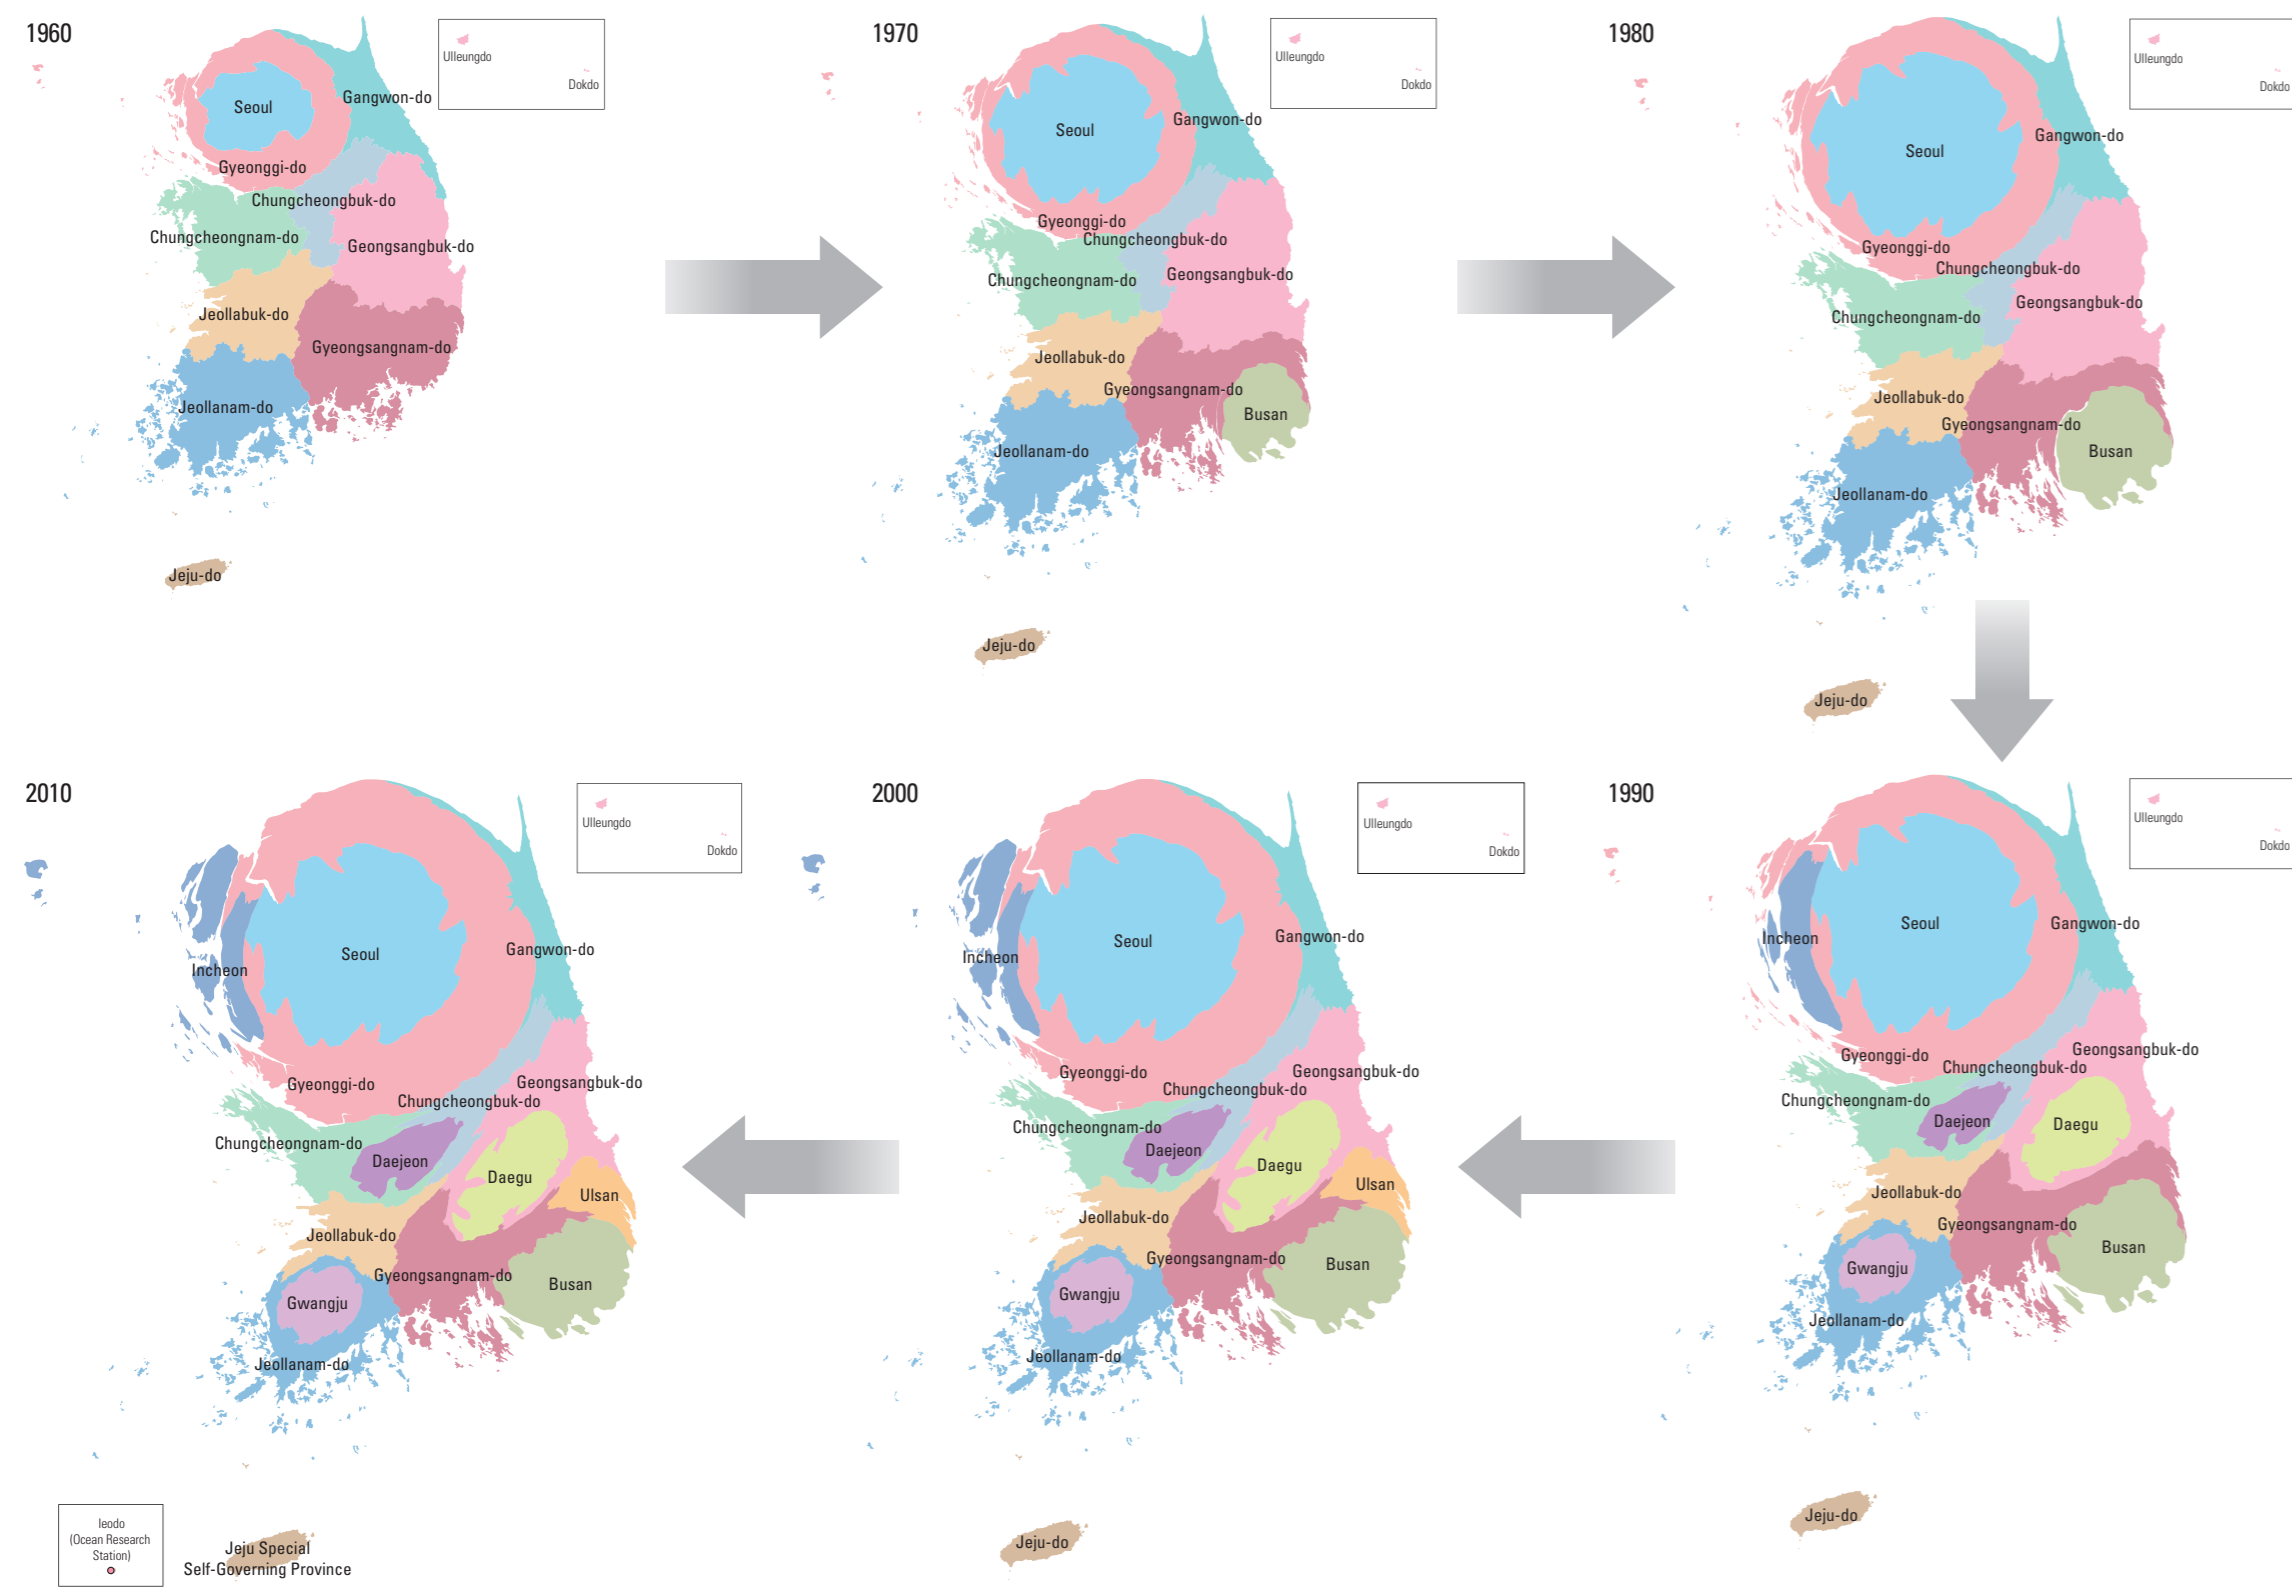 1960
Ulleungdo
Dokdo
Seoul
Gangwon-do
Gyeonggi-do
Chungcheongbuk-do
Chungcheongnam-do
Geongsangbuk-do
Jeollabuk-do
Gyeongsangnam-do
Jeollanam-do
Jeju-do
1970
Ulleungdo
Dokdo
Seoul
Gangwon-do
Gyeonggi-do
Chungcheongbuk-do
Chungcheongnam-do
Geongsangbuk-do
Jeollabuk-do
Gyeongsangnam-do
Busan
Jeollanam-do
Jeju-do
1980
Ulleungdo
Dokdo
Seoul
Gangwon-do
Gyeonggi-do
Chungcheongbuk-do
Geongsangbuk-do
Chungcheongnam-do
Jeollabuk-do
Gyeongsangnam-do
Busan
Jeollanam-do
Jeju-do
2010
Ulleungdo
Dokdo
Seoul
Gangwon-do
Incheon
Gyeonggi-do
Geongsangbuk-do
Chungcheongbuk-do
Chungcheongnam-do
Daejeon
Daegu
Ulsan
Jeollabuk-do
Gyeongsangnam-do
Busan
Gwangju
Jeollanam-do
Ieodo
(Ocean Research
Station)
Jeju Special
Self-Governing Province
2000
Ulleungdo
Dokdo
Seoul
Gangwon-do
Incheon
Gyeonggi-do
Geongsangbuk-do
Chungcheongbuk-do
Chungcheongnam-do
Daejeon
Daegu
Ulsan
Jeollabuk-do
Gyeongsangnam-do
Busan
Gwangju
Jeollanam-do
Jeju-do
1990
Ulleungdo
Dokdo
Seoul
Gangwon-do
Incheon
Gyeonggi-do
Geongsangbuk-do
Chungcheongbuk-do
Chungcheongnam-do
Daejeon
Daegu
Jeollabuk-do
Gyeongsangnam-do
Busan
Gwangju
Jeollanam-do
Jeju-do